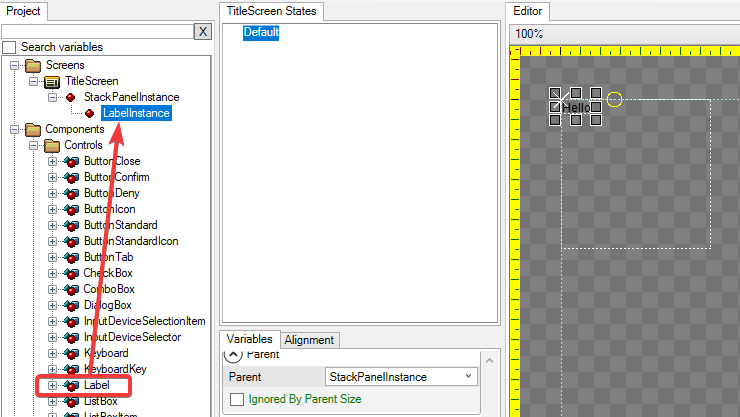 Project
X
Search variables
Screens
TitleScreen
StackPanelInstance
LabelInstance
Components
Controls
ButtonClose
ButtonConfirm
ButtonDeny
ButtonIcon
ButtonStandard
ButtonStandardIcon
ButtonTab
CheckBox
ComboBox
DialogBox
InputDeviceSelectionItem
InputDeviceSelector
Keyboard
KeyboardKey
Label
ListBox
ListBoxItem
TitleScreen States
Default
Variables Alignment
Parent
Parent StackPanelInstance
Ignored By Parent Size
Editor
100%
Hello